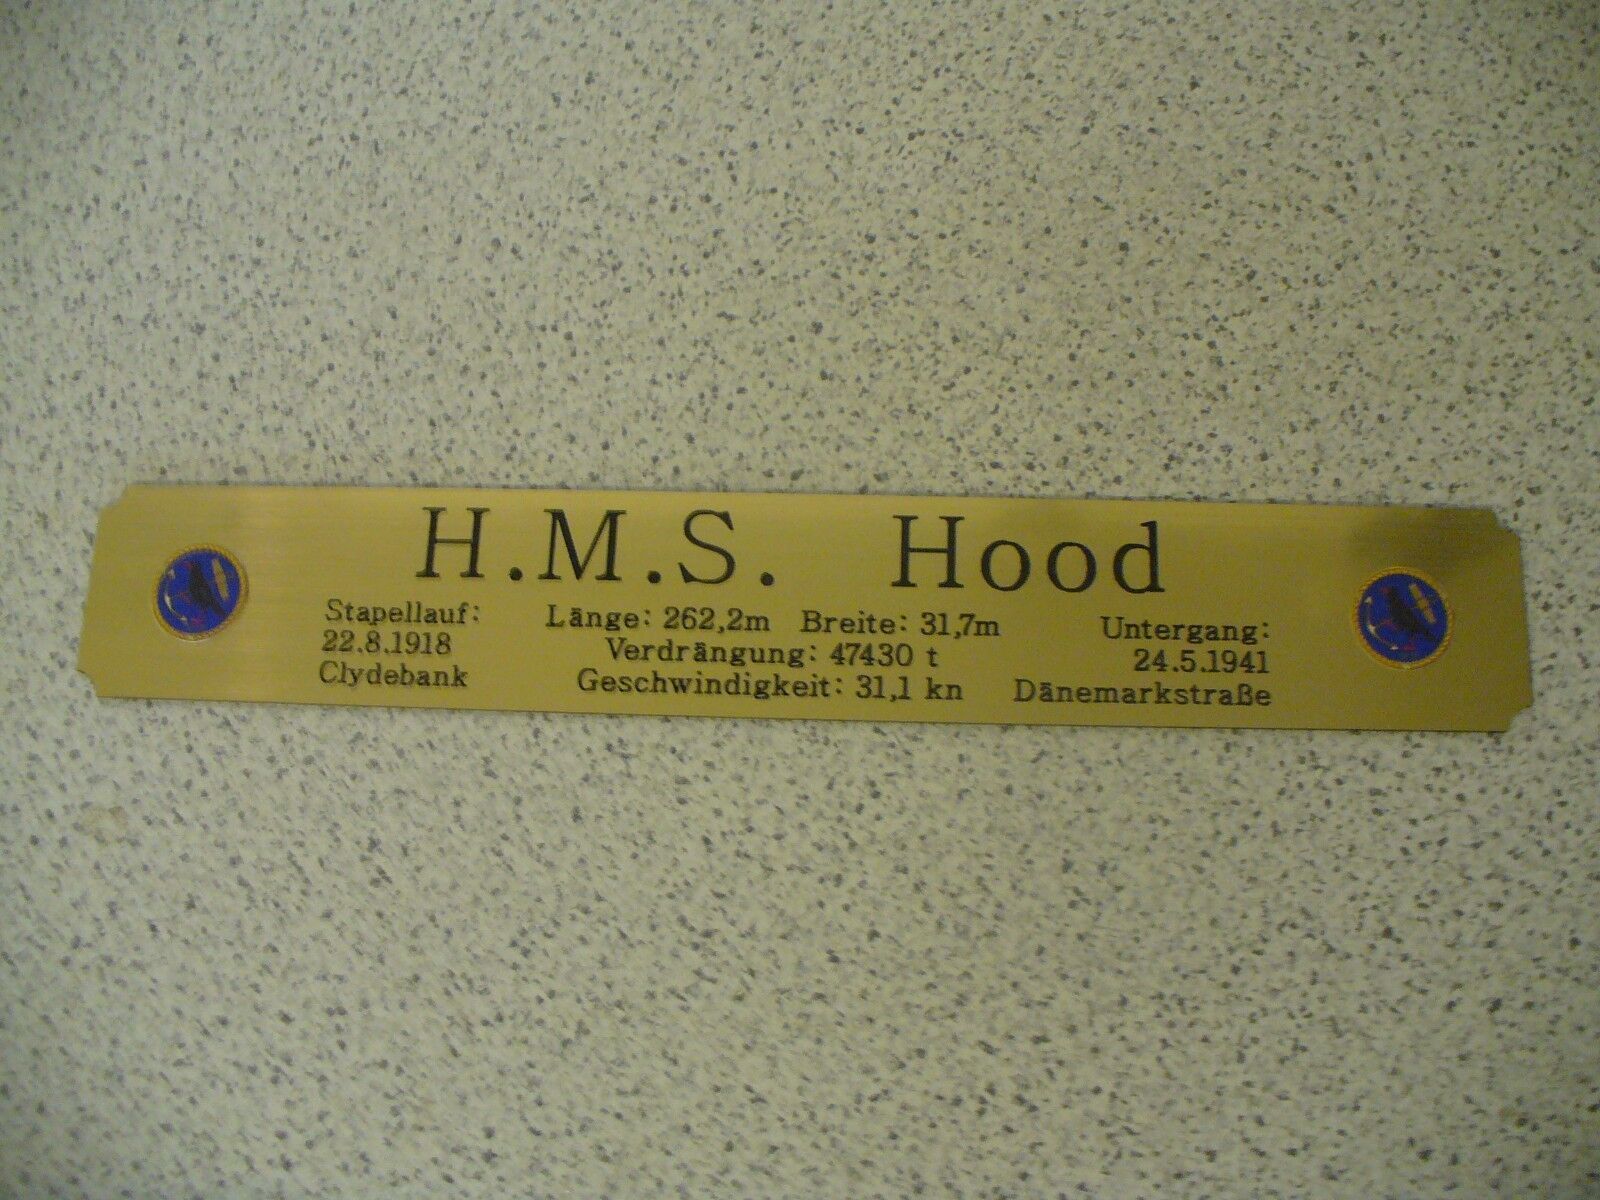 H.M.S. Hood
Stapellauf: Länge: 262,2m Breite: 31,7m Untergang:
22.8.1918 Verdrängung: 47430 t 24.5.1941
Clydebank Geschwindigkeit: 31,1 kn Dänemarkstraße